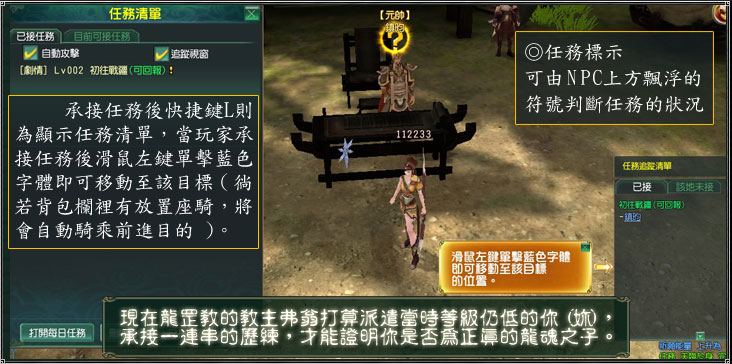 任務清單
已接任務
目前可接任務
自動攻擊
追蹤視窗
[劇情] Lv002 初往戰疆(可回報)!
承接任務後快捷鍵L則
為顯示任務清單，當玩家承
接任務後滑鼠左鍵單擊藍色
字體即可移動至該目標（倘
若背包欄裡有放置座騎，將
會自動騎乘前進目的 ）。
打開每日任務
【元帥】
?
112233
◎任務標示
可由NPC上方飄浮的
符號判斷任務的狀況
任務追蹤清單
已接
該地未接
初往戰疆(可回報)
滑鼠左鍵單擊藍色字體
即可移動至該目標
的位置。
現在龍罡教的教主弗翁打算派遣當時等級仍低的你 (妳)，
承接一連串的歷練，才能證明你是否為正真的龍魂之子。